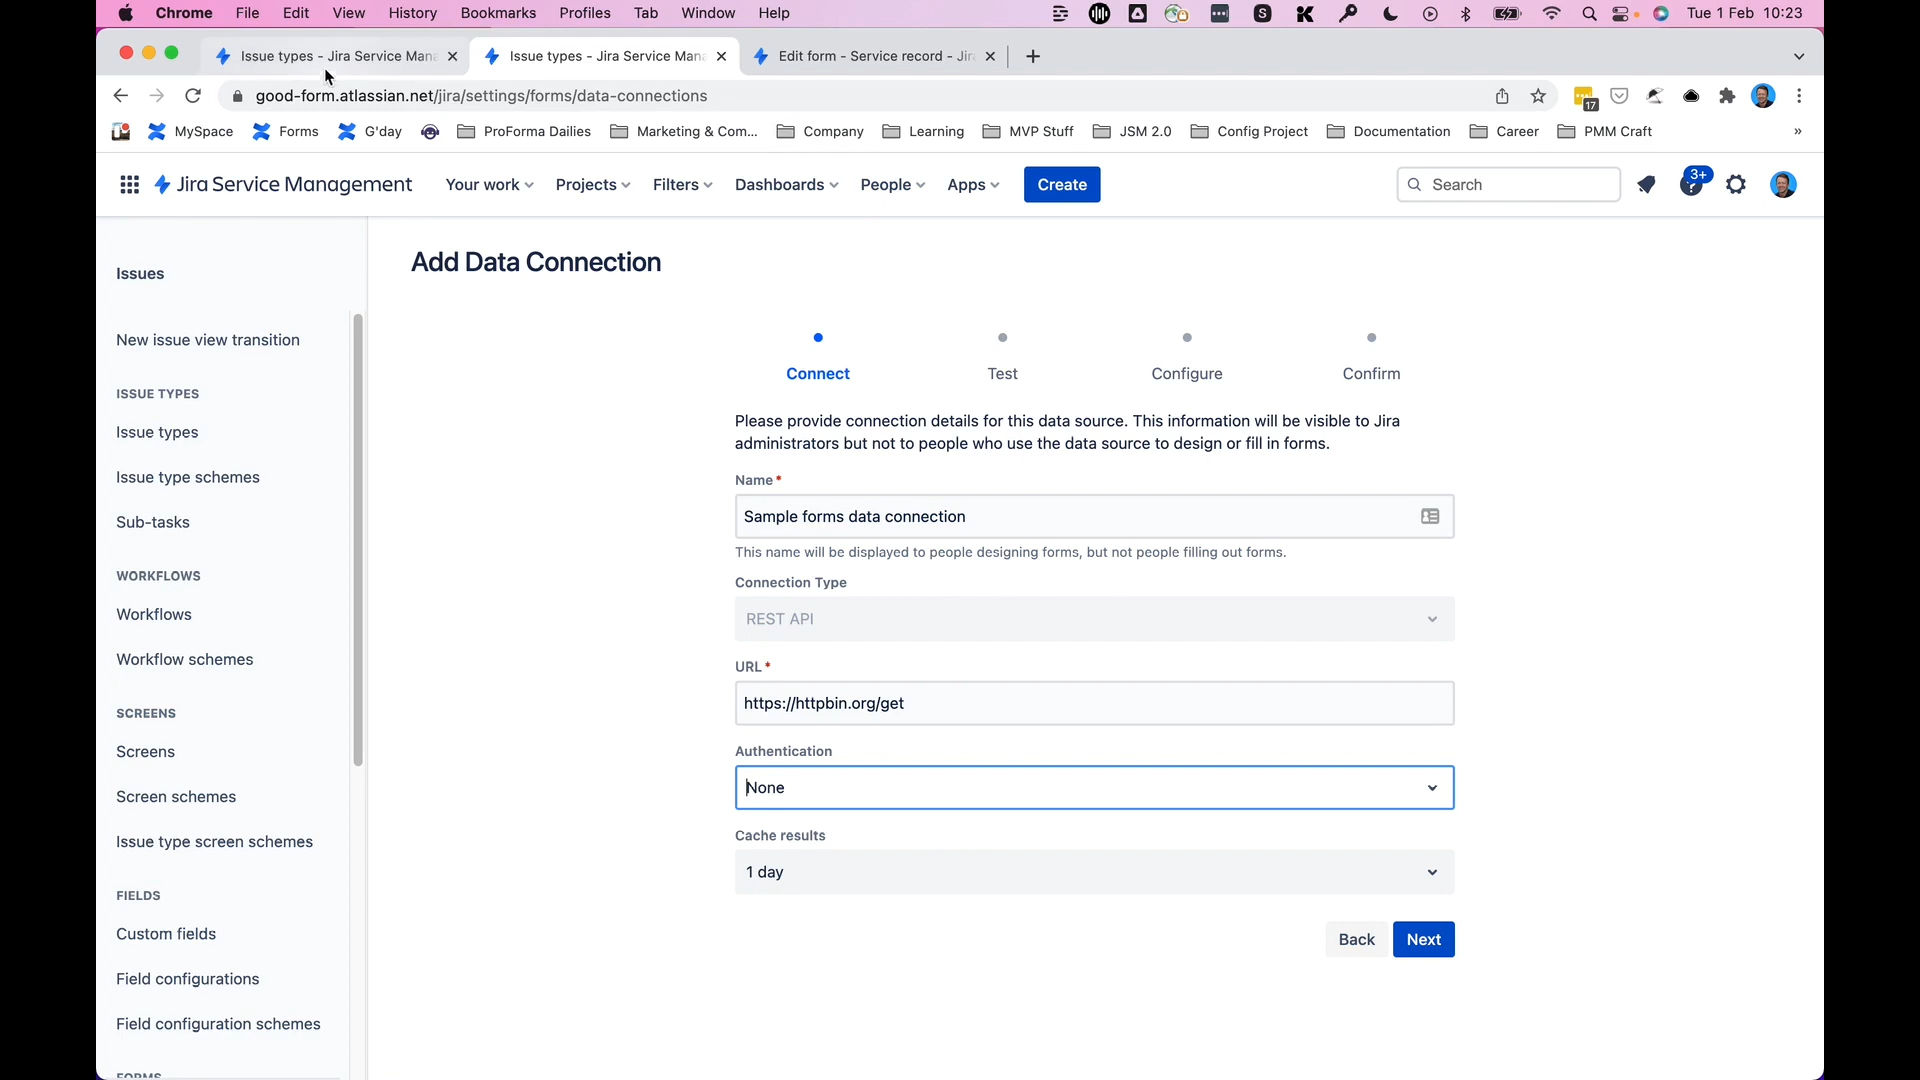 Chrome File Edit View History Bookmarks Profiles Tab Window Help Tue 1 Feb 10:23
Issue types - Jira Service Mana
Issue types - Jira Service Mana
Edit form - Service record - Jir
good-form.atlassian.net/jira/settings/forms/data-connections
17
MySpace Forms G'day ProForma Dailies Marketing & Com... Company Learning MVP Stuff JSM 2.0 Config Project Documentation Career PMM Craft »
Jira Service Management Your work Projects Filters Dashboards People Apps Create Search 3+
Issues
New issue view transition
ISSUE TYPES
Issue types
Issue type schemes
Sub-tasks
WORKFLOWS
Workflows
Workflow schemes
SCREENS
Screens
Screen schemes
Issue type screen schemes
FIELDS
Custom fields
Field configurations
Field configuration schemes
FORMS
Add Data Connection
Connect Test Configure Confirm
Please provide connection details for this data source. This information will be visible to Jira
administrators but not to people who use the data source to design or fill in forms.
Name*
Sample forms data connection
This name will be displayed to people designing forms, but not people filling out forms.
Connection Type
REST API
URL*
https://httpbin.org/get
Authentication
None
Cache results
1 day
Back Next